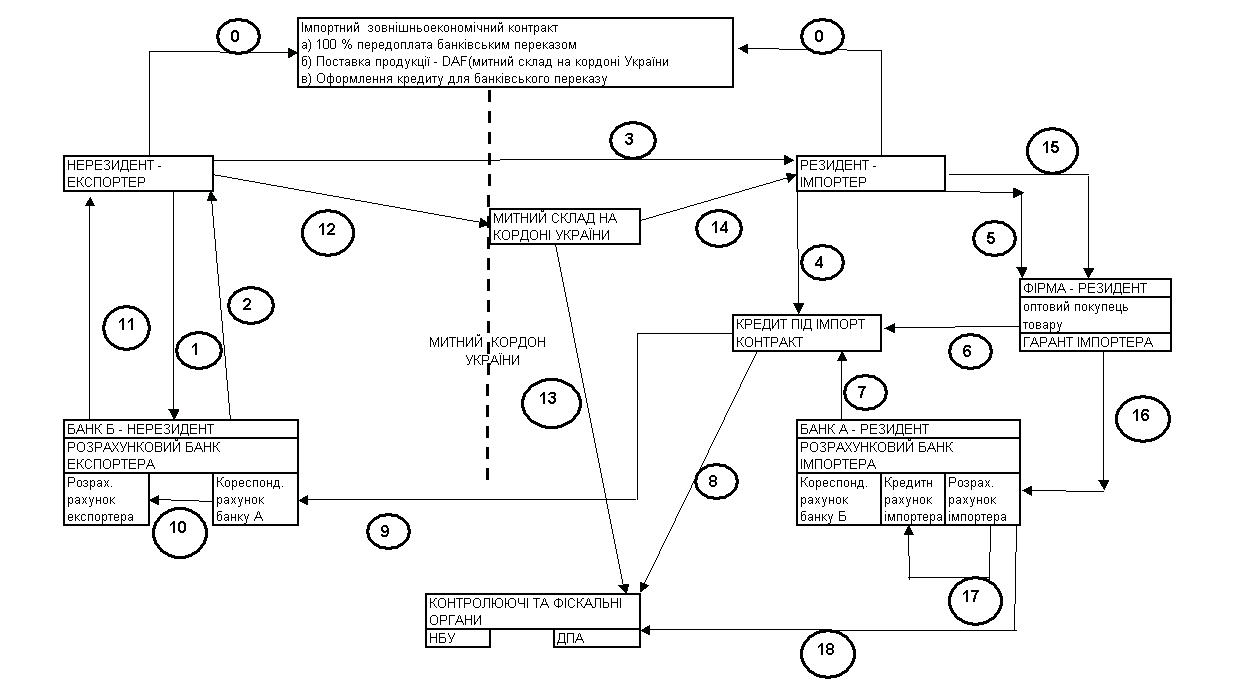 0
Імпортний зовнішньоекономічний контракт
а) 100 % передоплата банківським переказом
б) Поставка продукції - DAF(митний склад на кордоні України
в) Оформлення кредиту для банківського переказу
0
3
15
НЕРЕЗИДЕНТ -
ЕКСПОРТЕР
РЕЗИДЕНТ -
ІМПОРТЕР
12
МИТНИЙ СКЛАД НА
КОРДОНІ УКРАЇНИ
14
5
4
ФІРМА - РЕЗИДЕНТ
оптовий покупець
товару
ГАРАНТ ІМПОРТЕРА
2
11
1
КРЕДИТ ПІД ІМПОРТ
КОНТРАКТ
6
МИТНИЙ КОРДОН
УКРАЇНИ
13
7
16
БАНК Б - НЕРЕЗИДЕНТ
РОЗРАХУНКОВИЙ БАНК
ЕКСПОРТЕРА
Розрах.
рахунок
експортера
Кореспонд.
рахунок
банку А
БАНК А - РЕЗИДЕНТ
РОЗРАХУНКОВИЙ БАНК
ІМПОРТЕРА
Кореспонд.
рахунок
банку Б
Кредитн
рахунок
імпортера
Розрах.
рахунок
імпортера
8
10
9
17
КОНТРОЛЮЮЧІ ТА ФІСКАЛЬНІ
ОРГАНИ
НБУ
ДПА
18